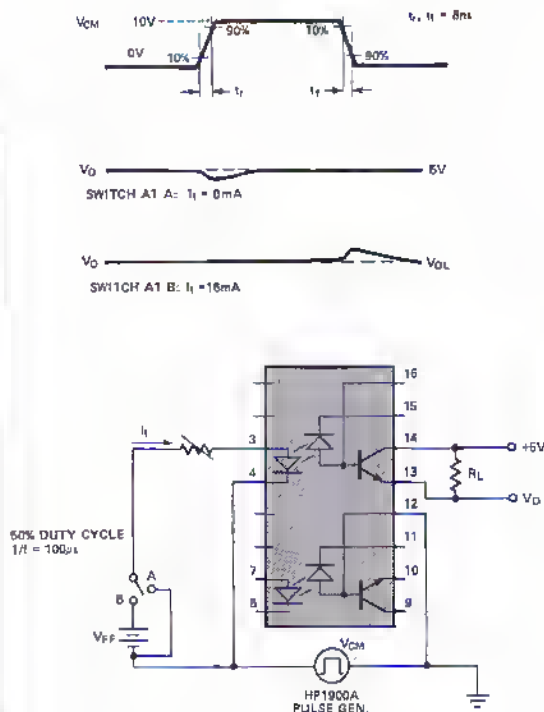 VCM 10V 90% 10% tr, tf = 8ns
0V 10% 90%
tr tf
VO 5V
SWITCH AT A: If = 0mA
VO VOL
SWITCH AT B: If = 16mA
16
15
If 3 14 +5V
4 13 RL
VO
12
50% DUTY CYCLE
1/f = 100μs
11
A 7 10
B 8 9
VFF VCM
HP1900A
PULSE GEN.